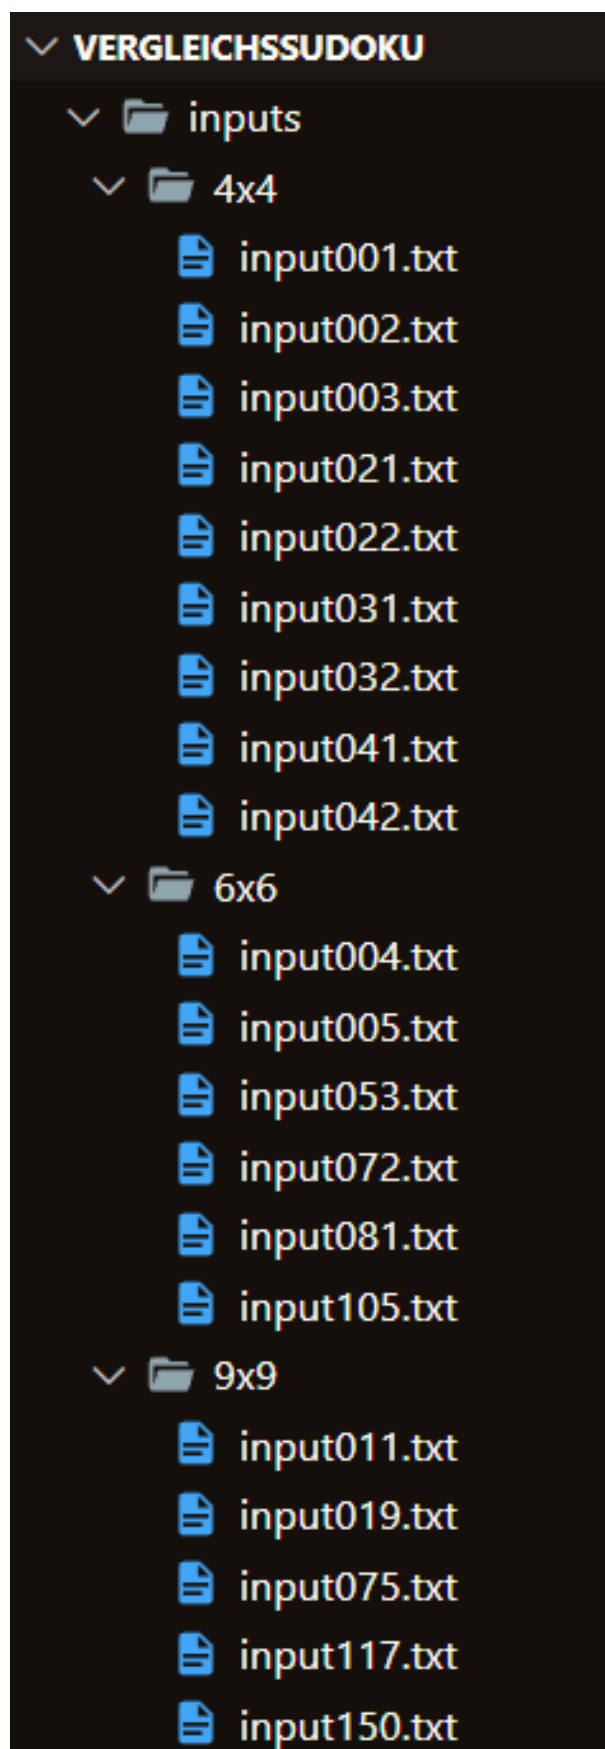 VERGLEICHSSUDOKU
inputs
4x4
input001.txt
input002.txt
input003.txt
input021.txt
input022.txt
input031.txt
input032.txt
input041.txt
input042.txt
6x6
input004.txt
input005.txt
input053.txt
input072.txt
input081.txt
input105.txt
9x9
input011.txt
input019.txt
input075.txt
input117.txt
input150.txt